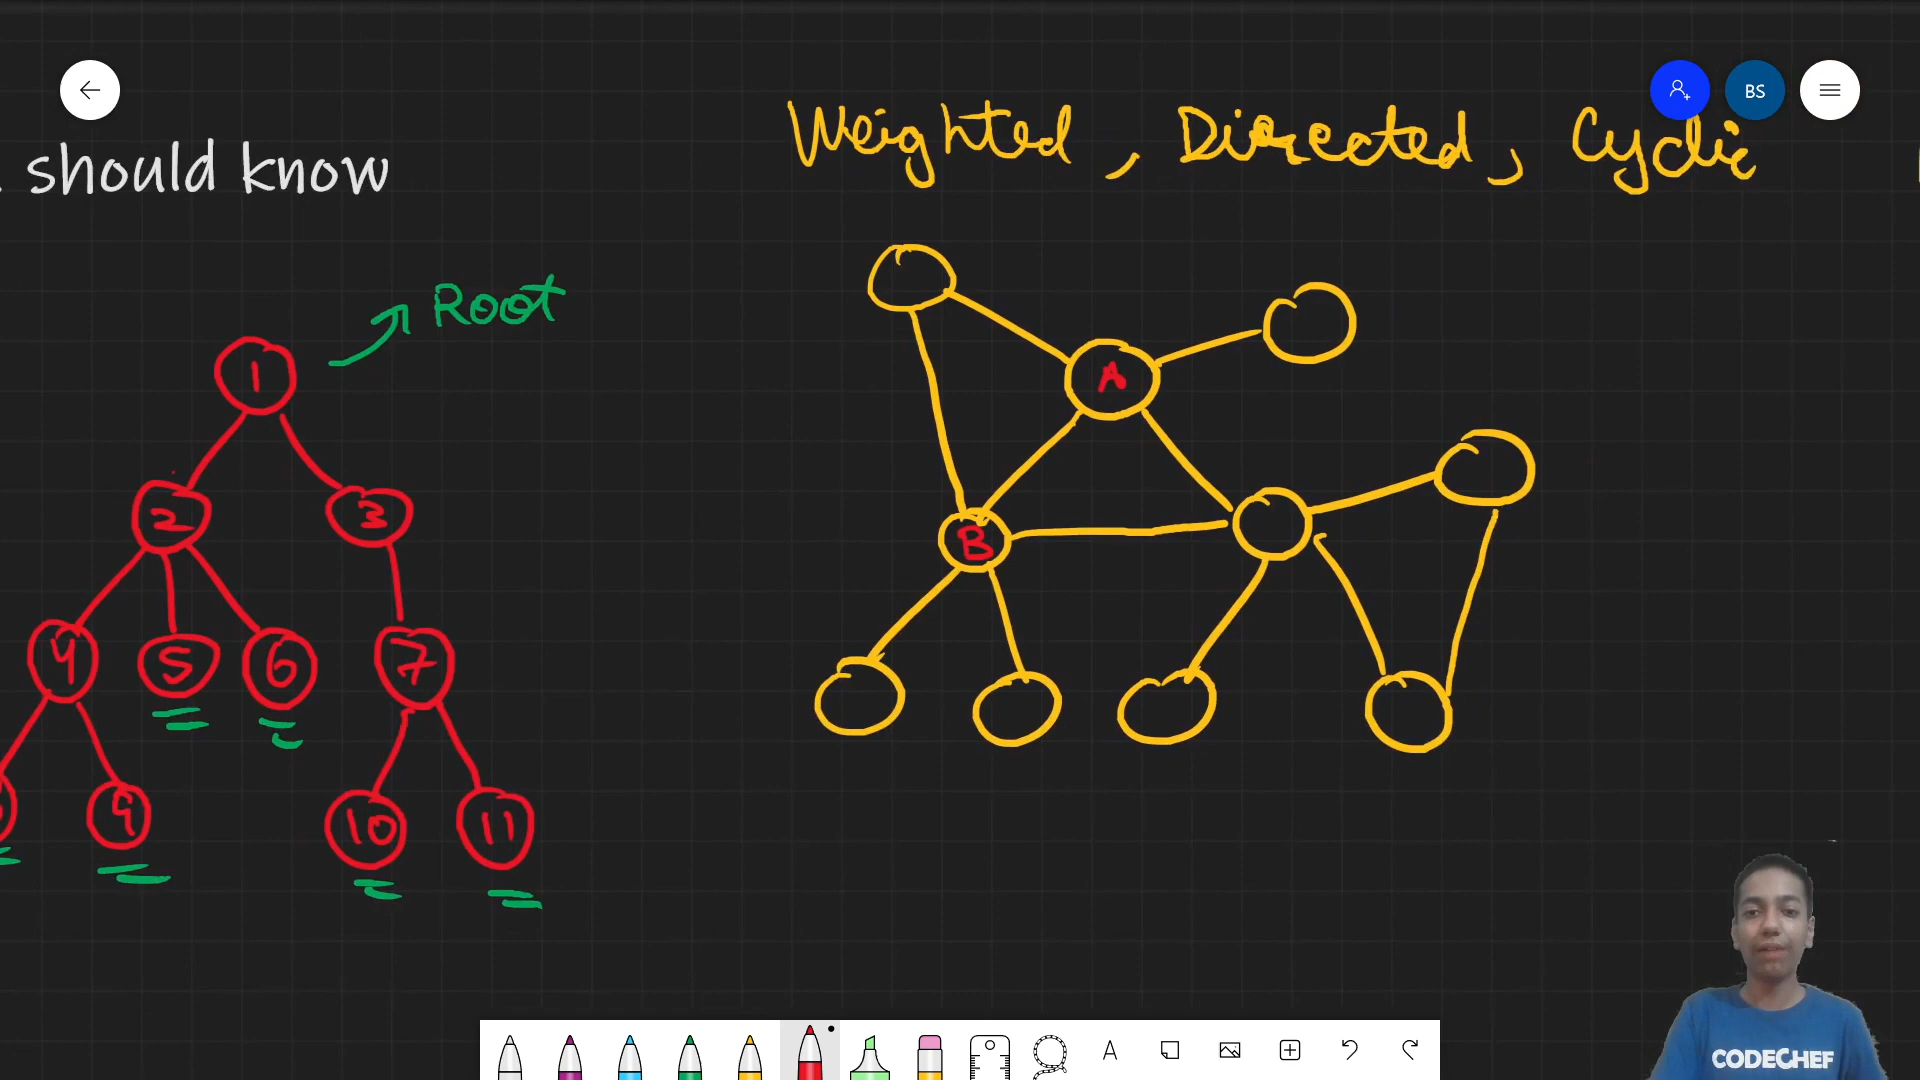 BS
Weighted, Directed, Cyclic
. should know
Root
1
A
2 3
B
4 5 6 7
9 10 11
CODECHEF
A